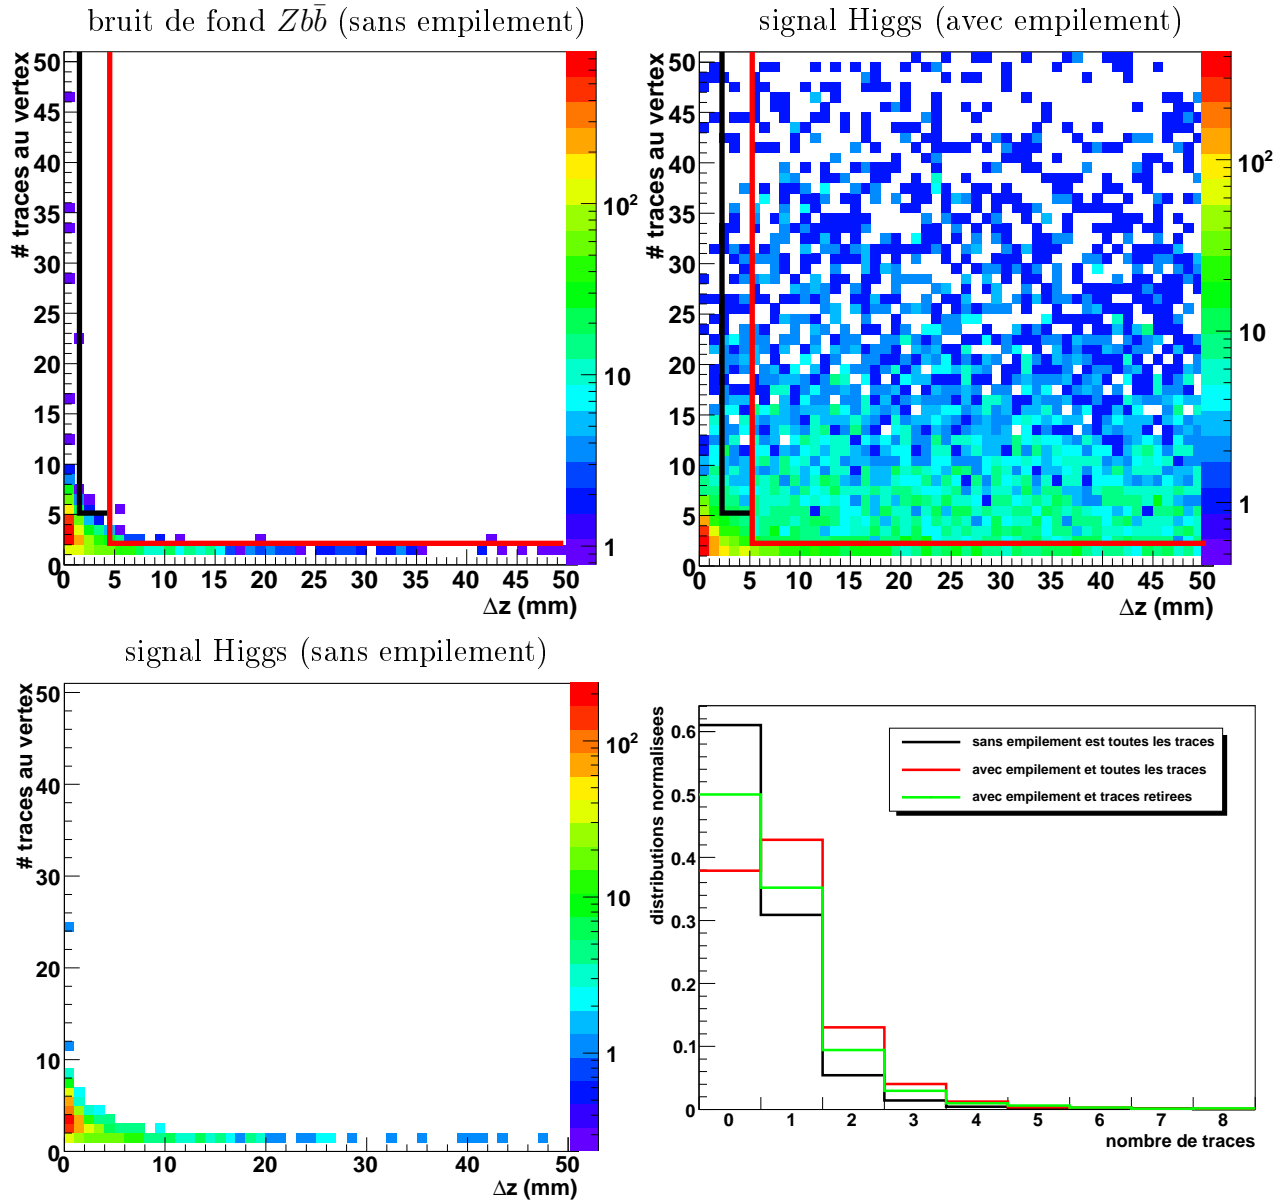 bruit de fond Zbb̄ (sans empilement)
# traces au vertex
50
45
40
35
30
25
20
15
10
5
0
0 5 10 15 20 25 30 35 40 45 50
Δz (mm)
10²
10
1
signal Higgs (avec empilement)
# traces au vertex
50
45
40
35
30
25
20
15
10
5
0
0 5 10 15 20 25 30 35 40 45 50
Δz (mm)
10²
10
1
signal Higgs (sans empilement)
# traces au vertex
50
40
30
20
10
0
0 10 20 30 40 50
Δz (mm)
10²
10
1
distributions normalisees
0.6
0.5
0.4
0.3
0.2
0.1
0
sans empilement est toutes les traces
avec empilement et toutes les traces
avec empilement et traces retirees
0 1 2 3 4 5 6 7 8
nombre de traces